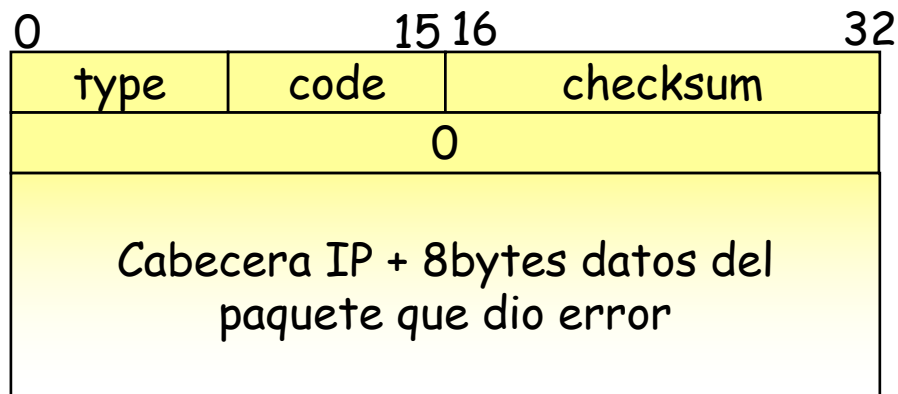 0 15 16 32
type code checksum
0
Cabecera IP + 8bytes datos del
paquete que dio error